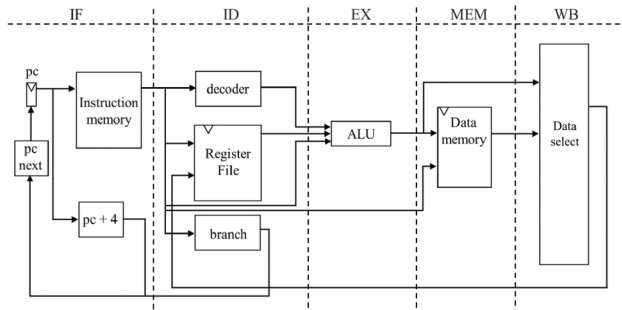 IF ID EX MEM WB
pc
Instruction
memory
decoder
Register
File
ALU
Data
memory
Data
select
pc
next
pc + 4
branch